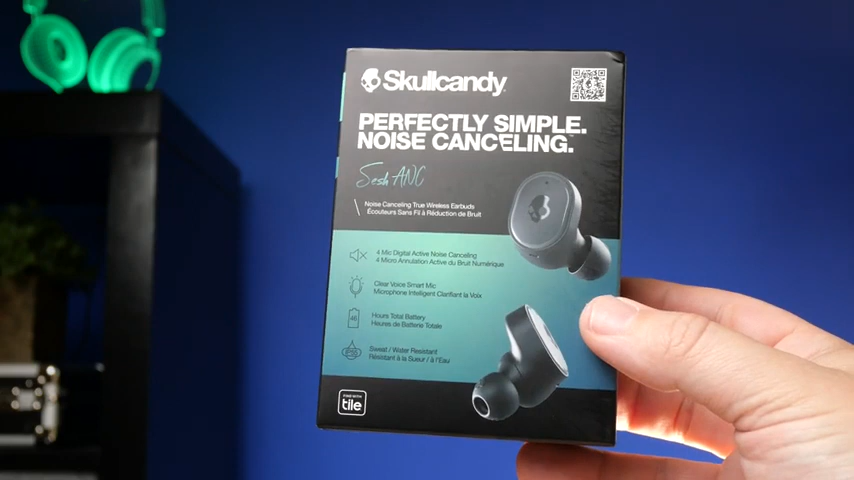 Skullcandy
PERFECTLY SIMPLE.
NOISE CANCELING.
Sesh ANC
Noise Canceling True Wireless Earbuds
Écouteurs Sans Fil à Réduction de Bruit
4 Mic Digital Active Noise Canceling
4 Micro Annulation Active du Bruit Numérique
Clear Voice Smart Mic
Microphone Intelligent Clarifiant la Voix
46
Hours Total Battery
Heures de Batterie Totale
Sweat / Water Resistant
Résistant à la Sueur / à l'Eau
tile